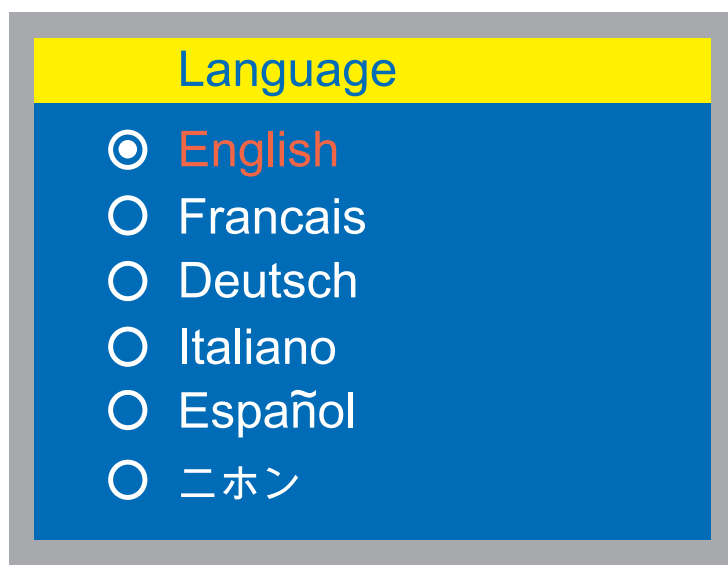 Language
English
Francais
Deutsch
Italiano
Español
ニホン